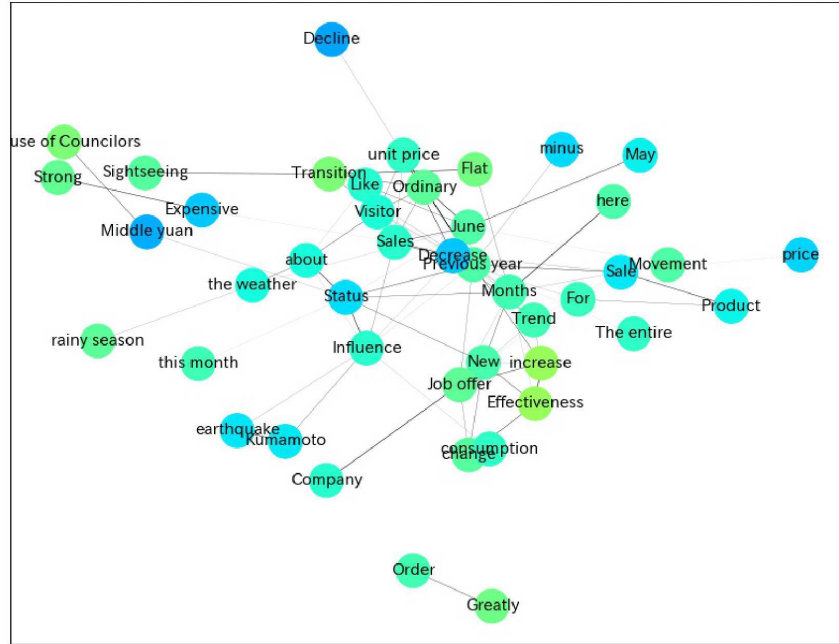 Decline
use of Councilors
unit price
minus
May
Sightseeing
Strong
Transition
Flat
Like
Ordinary
here
Expensive
Visitor
Middle yuan
June
Sales
Decrease
Previous year
Movement
price
about
Sale
the weather
Status
Months
For
Product
Trend
The entire
rainy season
this month
Influence
New
increase
Job offer
Effectiveness
earthquake
Kumamoto
consumption
change
Company
Order
Greatly